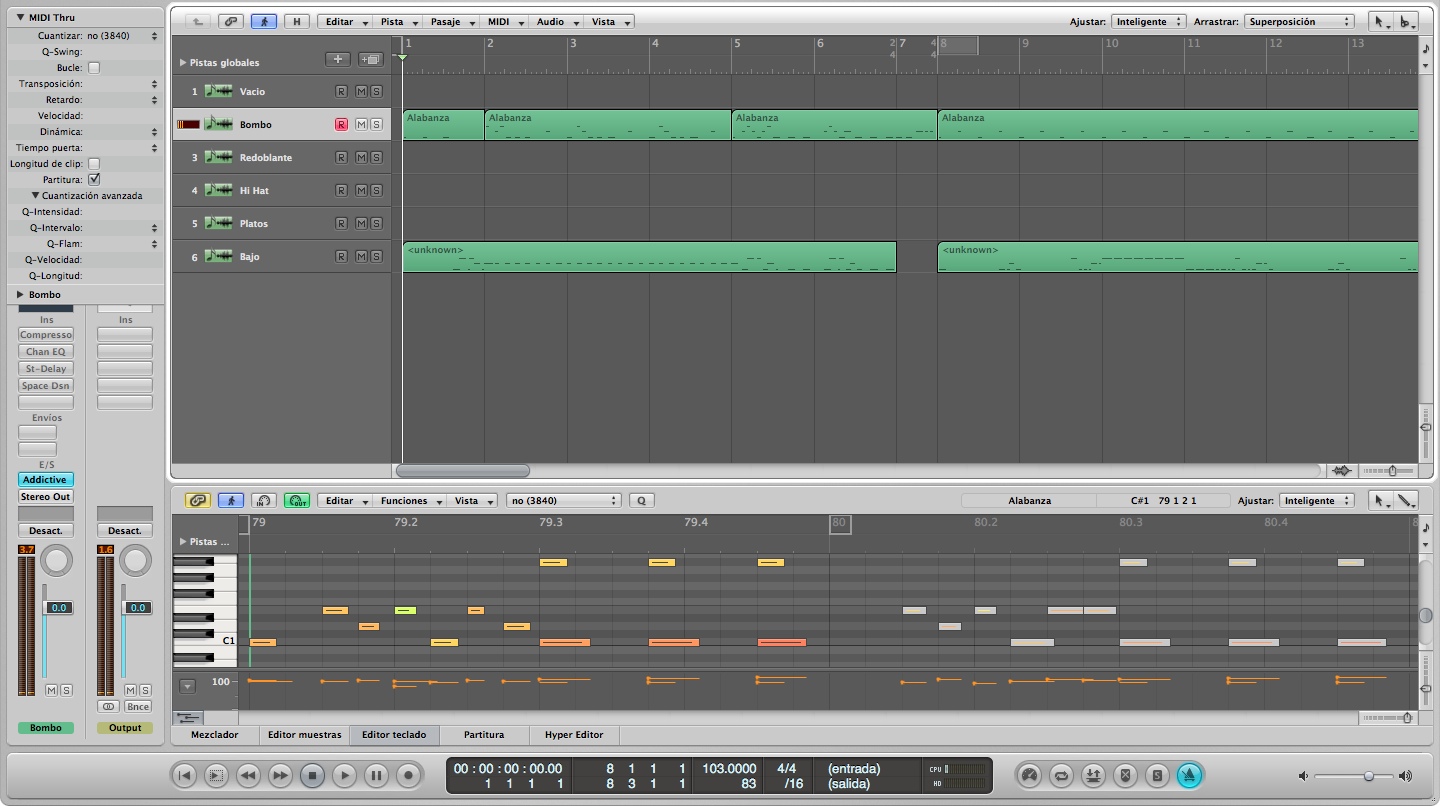 MIDI Thru
Cuantizar: no (3840)
Q-Swing:
Bucle:
Transposición:
Retardo:
Velocidad:
Dinámica:
Tiempo puerta:
Longitud de clip:
Partitura:
Cuantización avanzada
Q-Intensidad:
Q-Intervalo:
Q-Flam:
Q-Velocidad:
Q-Longitud:
Bombo
Ins Ins
Compresso
Chan EQ
St-Delay
Space Dsn
Envíos
E/S
Addictive
Stereo Out
Desact. Desact.
3.7 1.6
0.0 0.0
M S M S
Bnce
Bombo Output
H Editar Pista Pasaje MIDI Audio Vista Ajustar: Inteligente Arrastrar: Superposición
1 2 3 4 5 6 2 4 7 4 4 8 9 10 11 12 13
Pistas globales
1 Vacio R M S
Bombo R M S
Alabanza Alabanza Alabanza Alabanza
3 Redoblante R M S
4 Hi Hat R M S
5 Platos R M S
6 Bajo R M S
<unknown> <unknown>
IN OUT Editar Funciones Vista no (3840) Q Alabanza C#1 79 1 2 1 Ajustar: Inteligente
79 79.2 79.3 79.4 80 80.2 80.3 80.4 8
Pistas ...
C1
100
Mezclador Editor muestras Editor teclado Partitura Hyper Editor
00 : 00 : 00 : 00.00 8 1 1 1 103.0000 4/4 (entrada) CPU
1 1 1 1 8 3 1 1 83 /16 (salida) HD
S